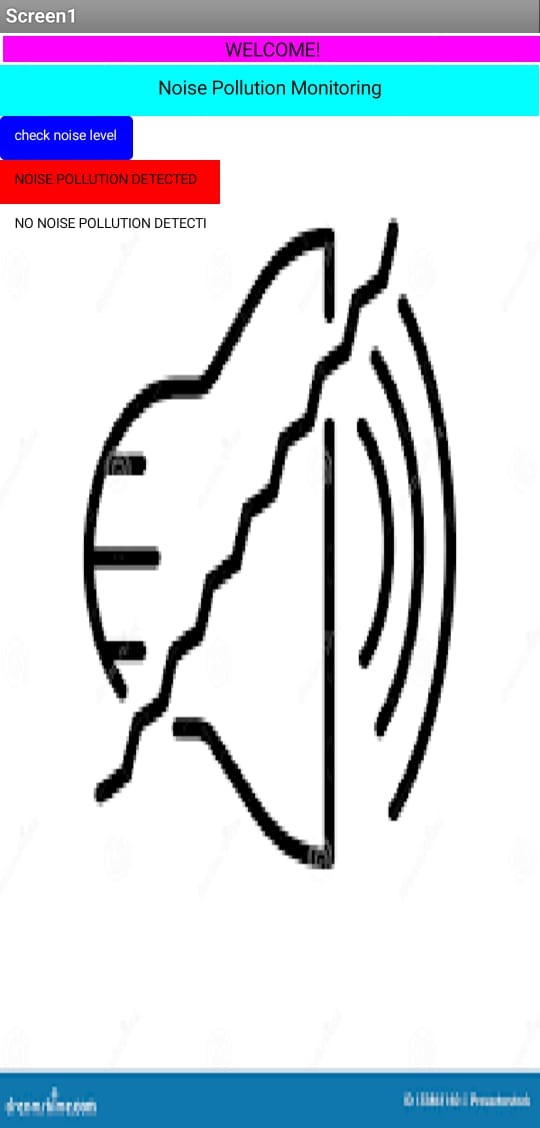 Screen1
WELCOME!
Noise Pollution Monitoring
check noise level
NOISE POLLUTION DETECTED
NO NOISE POLLUTION DETECTI
dreamstime.com